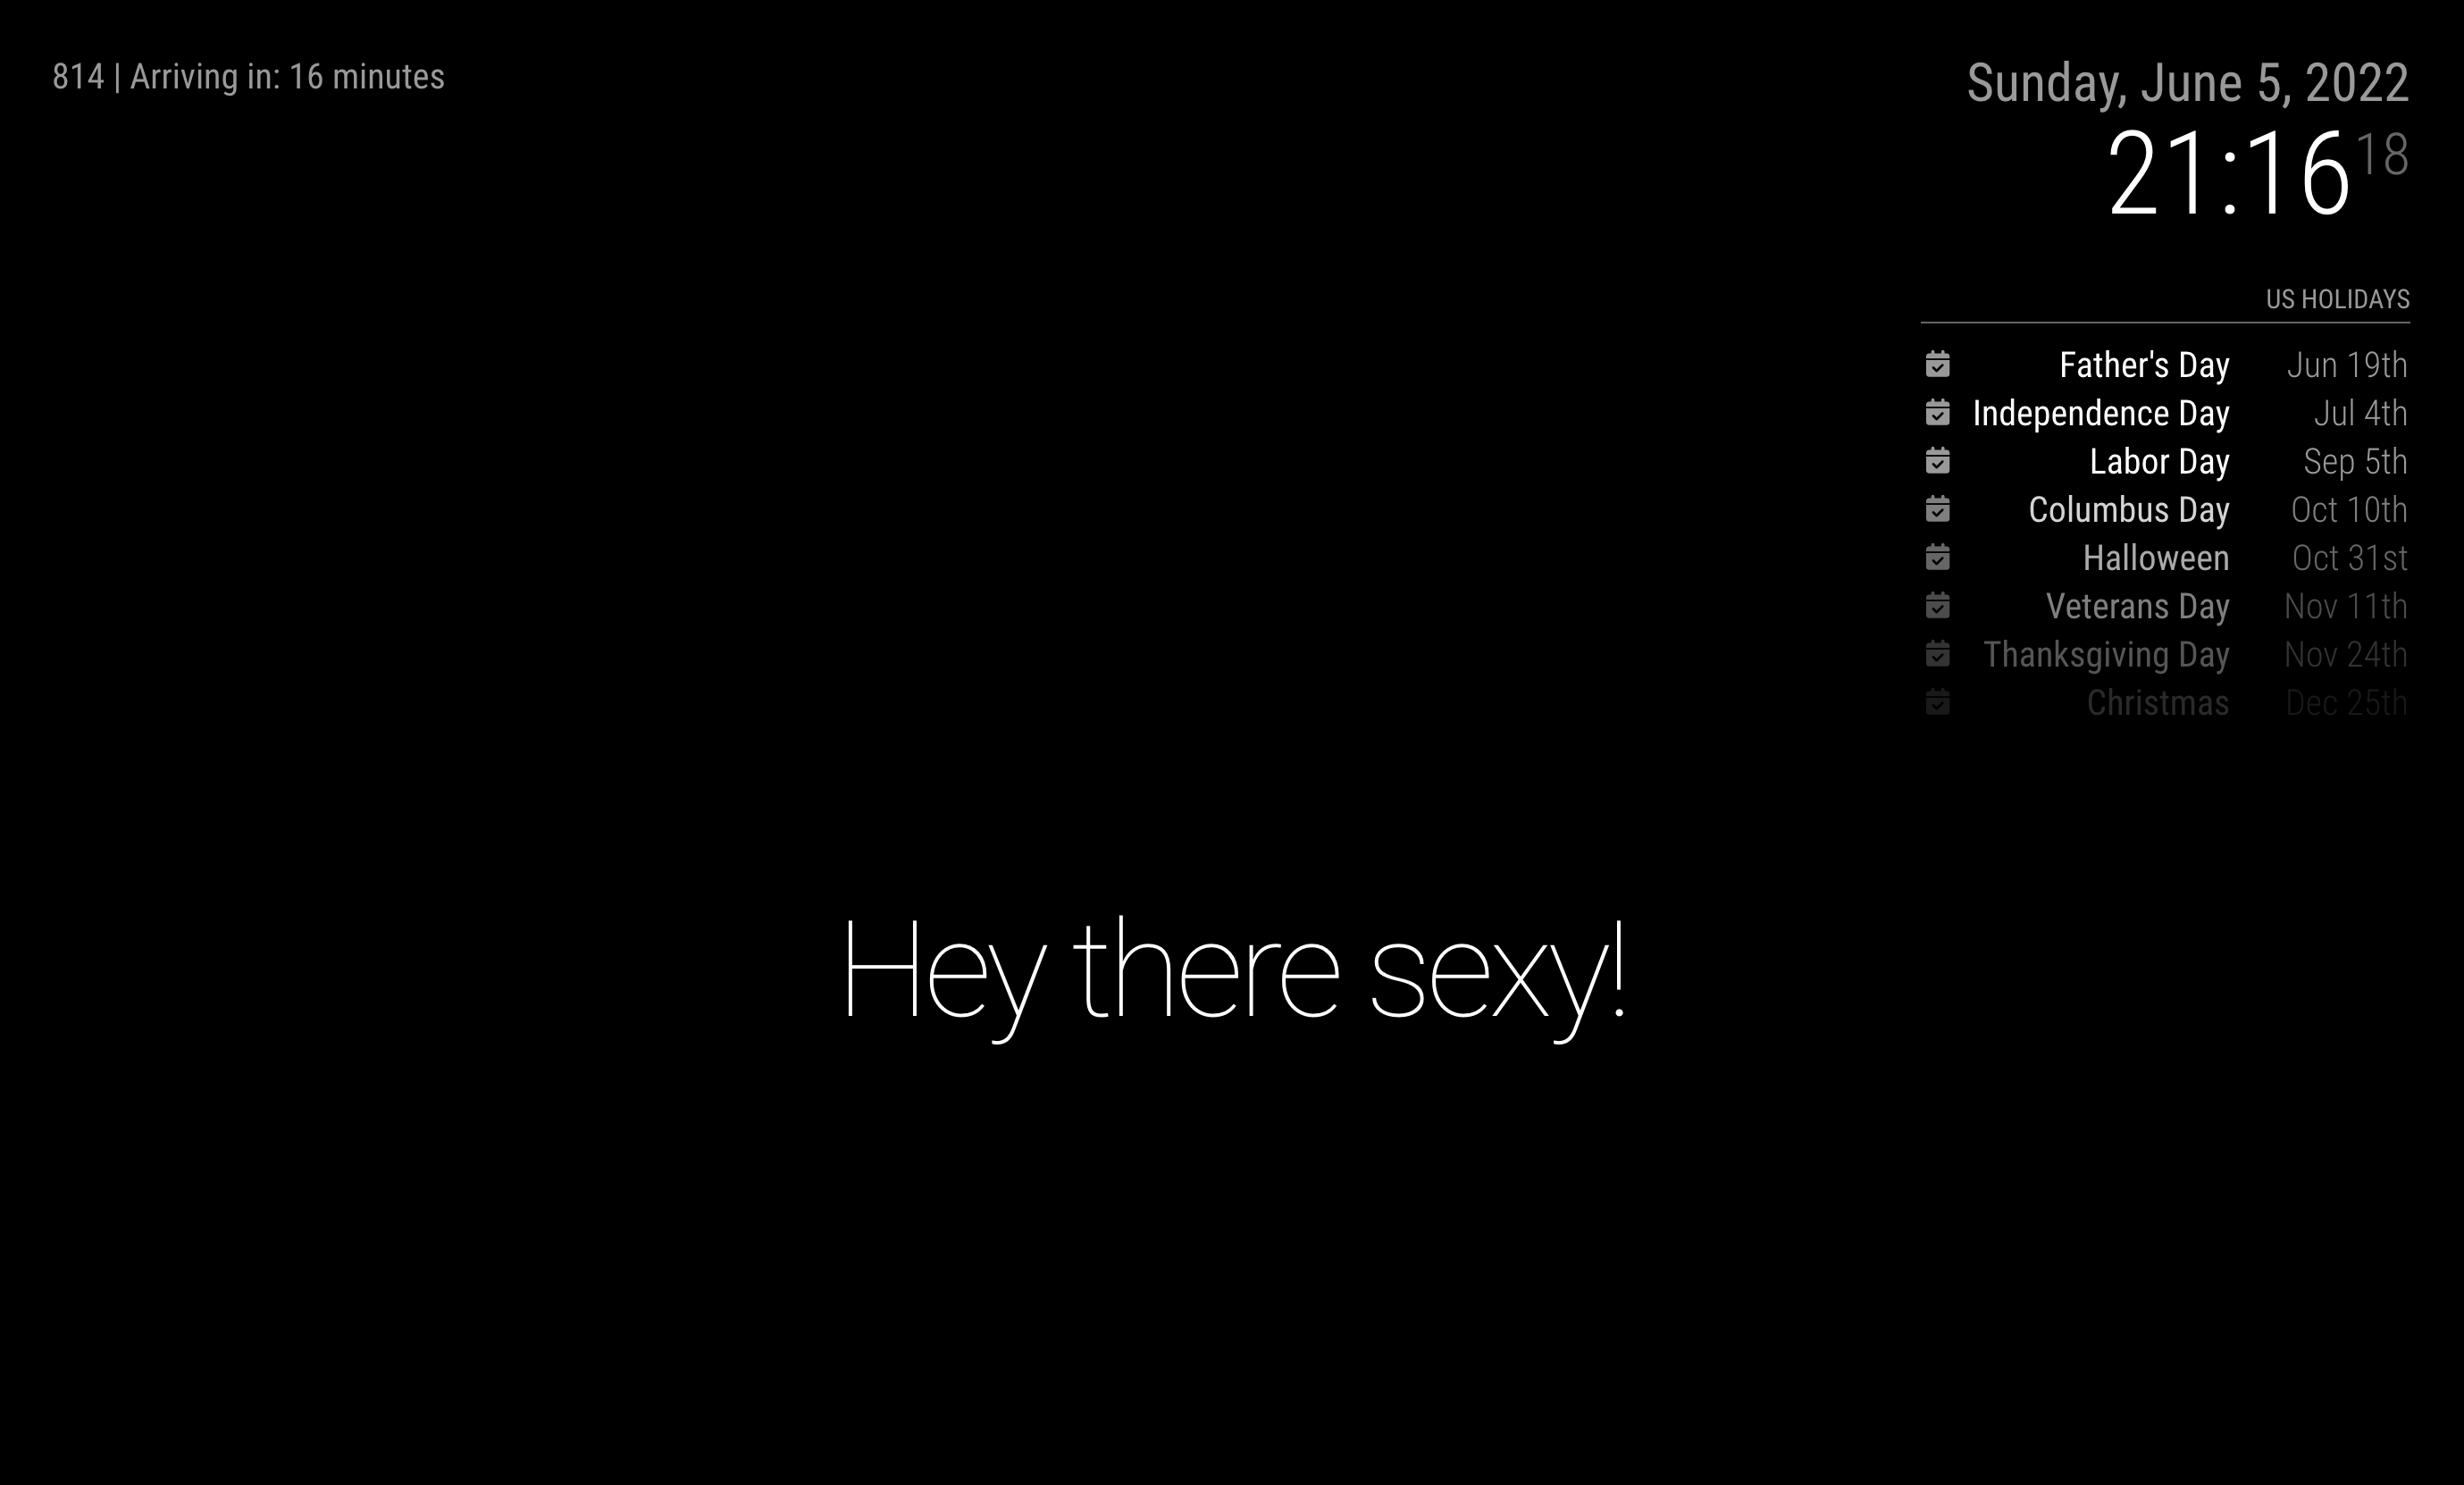 814 | Arriving in: 16 minutes
Sunday, June 5, 2022
21:16 18
US HOLIDAYS
Father's Day Jun 19th
Independence Day Jul 4th
Labor Day Sep 5th
Columbus Day Oct 10th
Halloween Oct 31st
Veterans Day Nov 11th
Thanksgiving Day Nov 24th
Christmas Dec 25th
Hey there sexy!